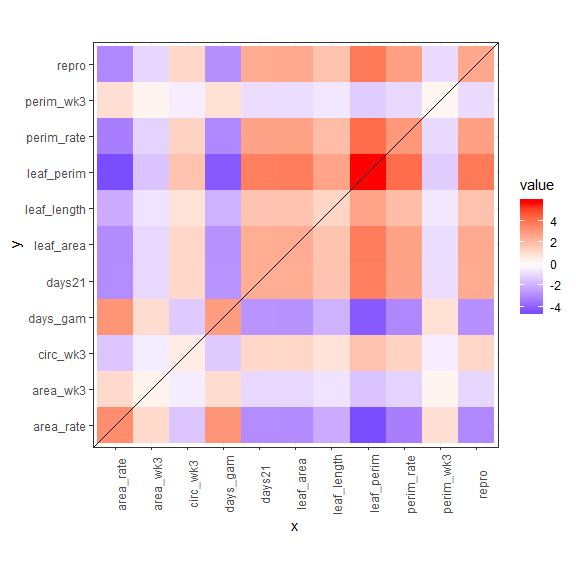 repro
perim_wk3
perim_rate
leaf_perim
leaf_length
leaf_area
days21
days_gam
circ_wk3
area_wk3
area_rate
y
area_rate
area_wk3
circ_wk3
days_gam
days21
leaf_area
leaf_length
leaf_perim
perim_rate
perim_wk3
repro
x
value
4
2
0
-2
-4